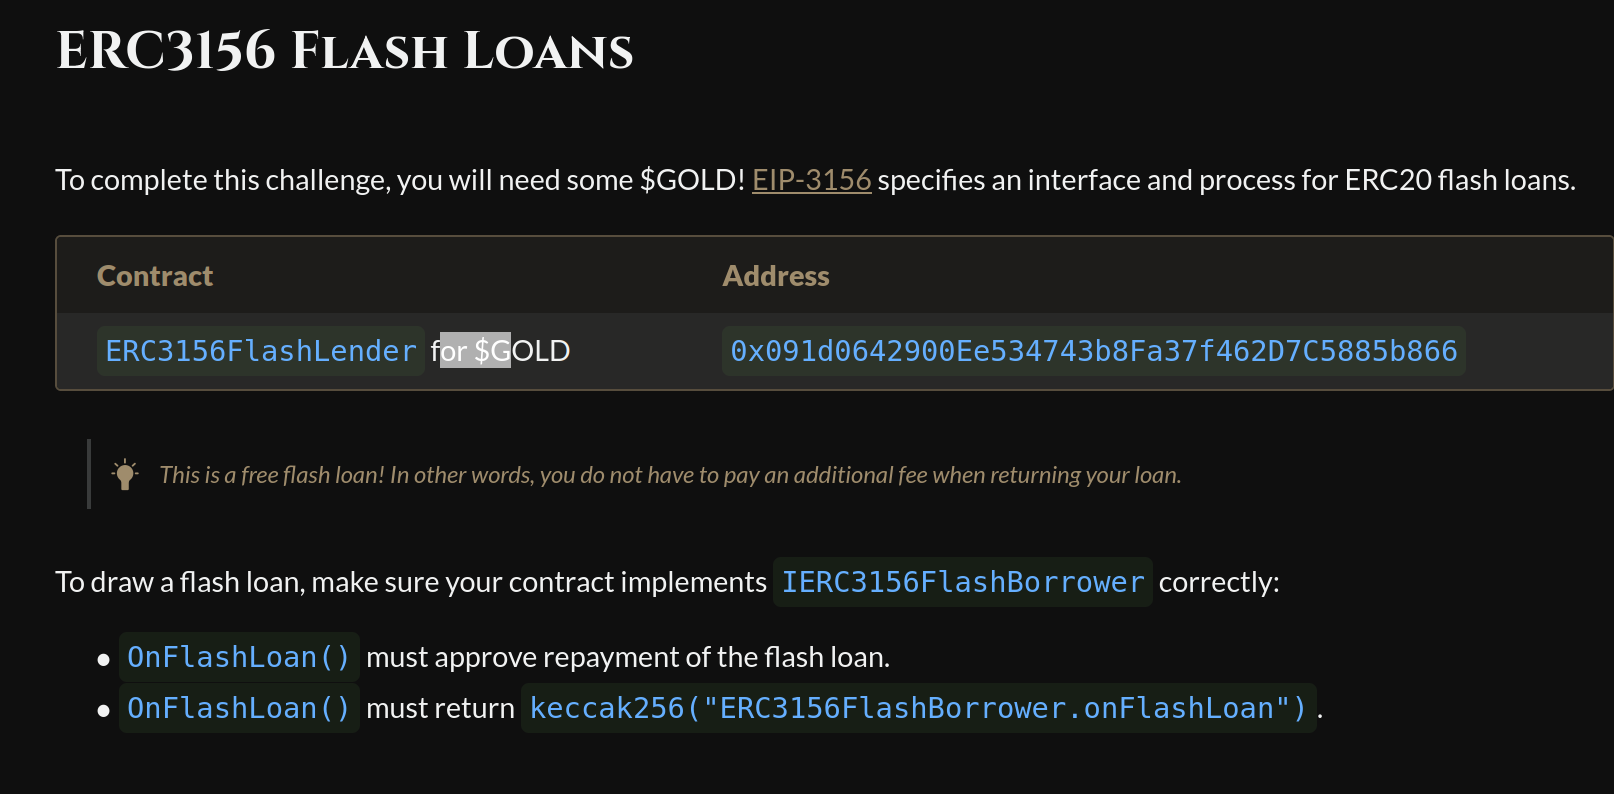 ERC3156 Flash Loans
To complete this challenge, you will need some $GOLD! EIP-3156 specifies an interface and process for ERC20 flash loans.
Contract Address
ERC3156FlashLender for $GOLD 0x091d0642900Ee534743b8Fa37f462D7C5885b866
This is a free flash loan! In other words, you do not have to pay an additional fee when returning your loan.
To draw a flash loan, make sure your contract implements IERC3156FlashBorrower correctly:
• OnFlashLoan() must approve repayment of the flash loan.
• OnFlashLoan() must return keccak256("ERC3156FlashBorrower.onFlashLoan").